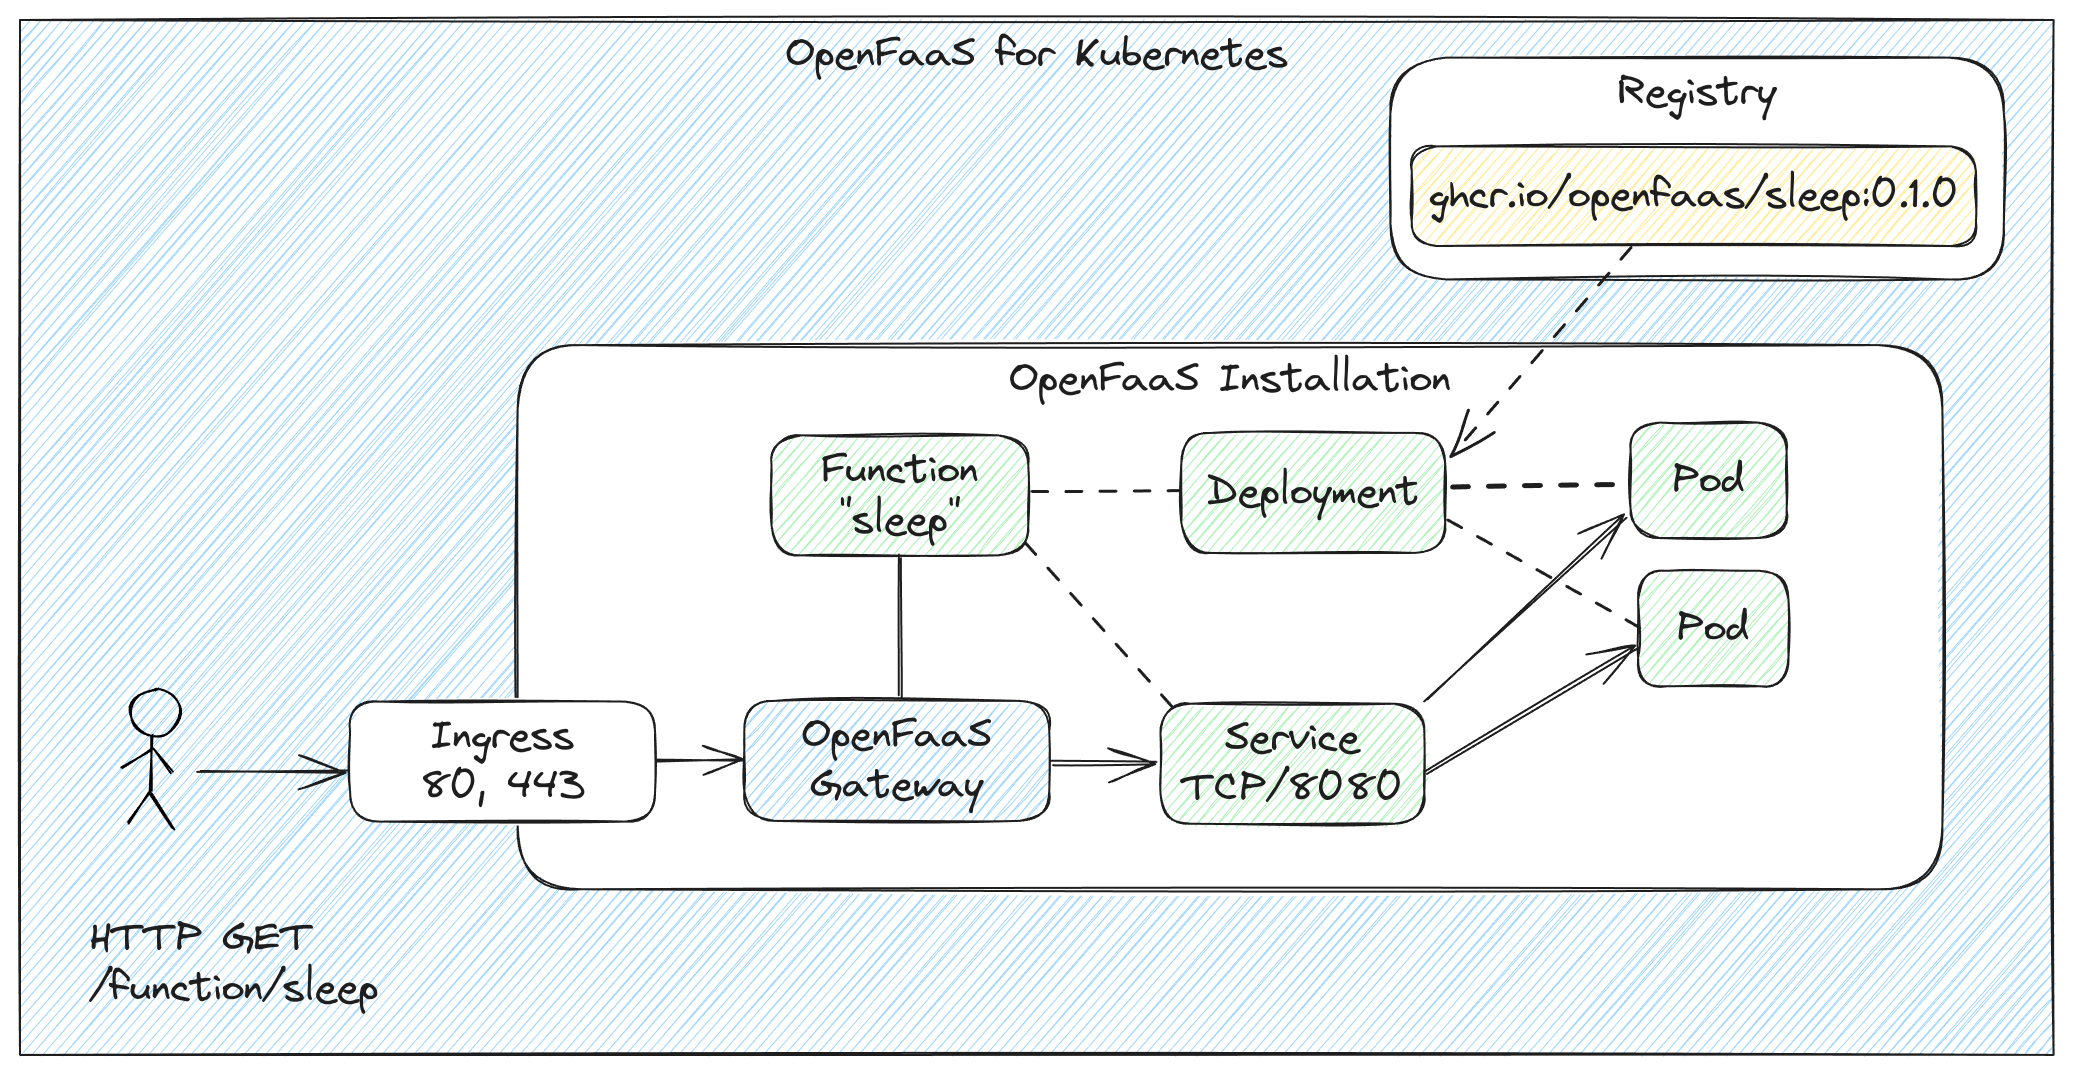 OpenFaaS for Kubernetes
Registry
ghcr.io/openfaas/sleep:0.1.0
OpenFaaS Installation
Function
"sleep"
Deployment
Pod
Pod
Ingress
80, 443
OpenFaaS
Gateway
Service
TCP/8080
HTTP GET
/function/sleep